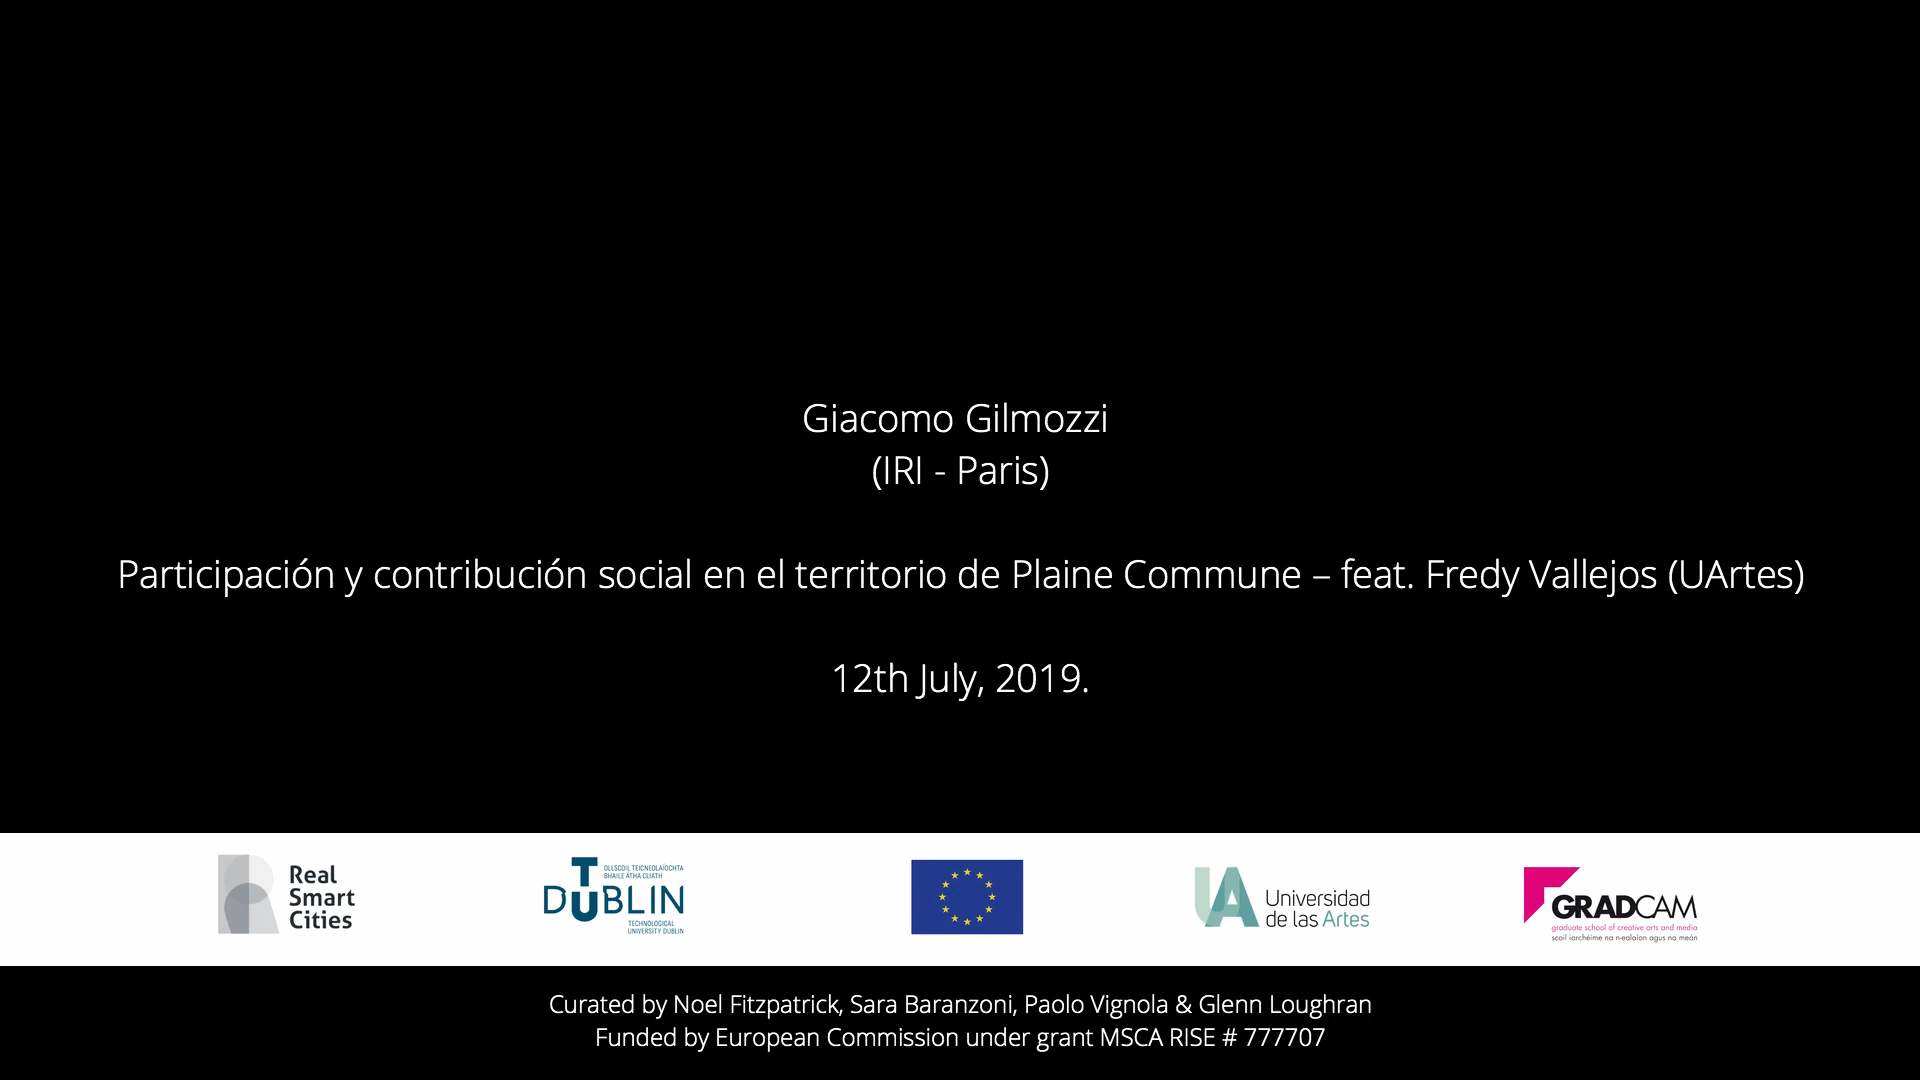 Giacomo Gilmozzi
(IRI - Paris)
Participación y contribución social en el territorio de Plaine Commune – feat. Fredy Vallejos (UArtes)
12th July, 2019.
Real
Smart
Cities
OLLSCOIL TEICNEOLAÍOCHTA
BHAILE ÁTHA CLIATH
TU DUBLIN
TECHNOLOGICAL
UNIVERSITY DUBLIN
UA
Universidad
de las Artes
GRADCAM
graduate school of creative arts and media
scoil iarchéime na n-ealaíon agus na meán
Curated by Noel Fitzpatrick, Sara Baranzoni, Paolo Vignola & Glenn Loughran
Funded by European Commission under grant MSCA RISE # 777707